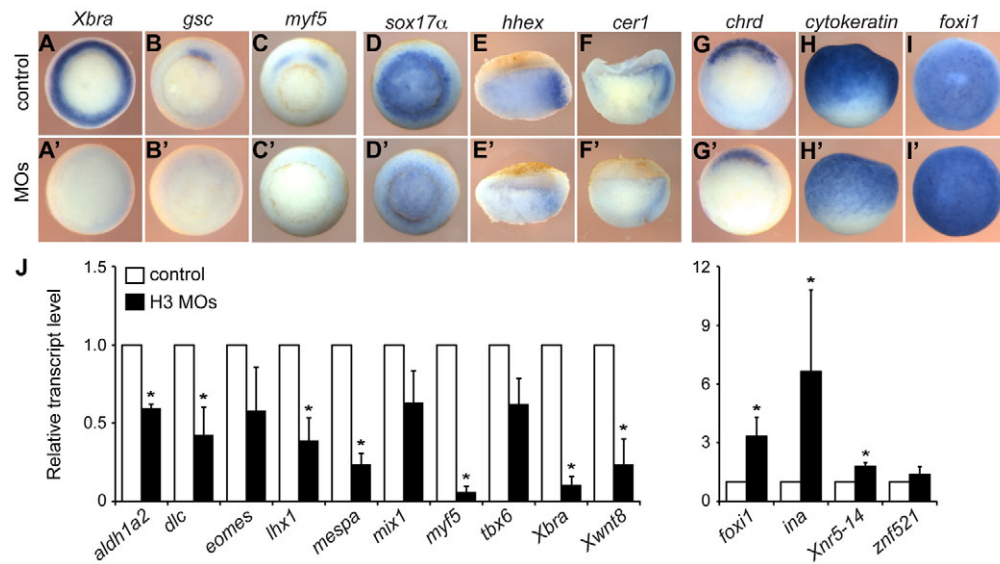 Xbra gsc myf5 sox17α hhex cer1 chrd cytokeratin foxi1
control
A B C D E F G H I
MOs
A' B' C' D' E' F' G' H' I'
J
Relative transcript level
1.5
1.0
0.5
0
control
H3 MOs
* * * * * * *
aldh1a2 dlc eomes lhx1 mespa mix1 myf5 tbx6 Xbra Xwnt8
12
9
6
3
0
* * *
foxi1 ina Xnr5-14 znf521